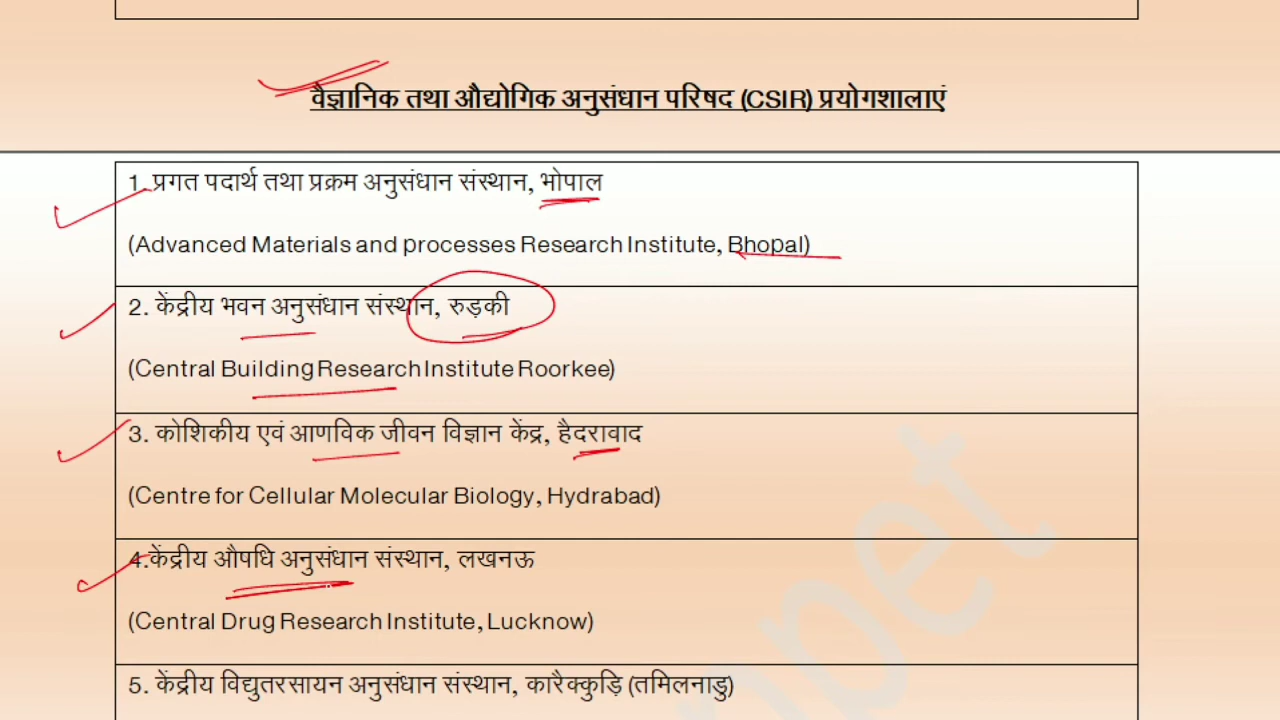 वैज्ञानिक तथा औद्योगिक अनुसंधान परिषद (CSIR) प्रयोगशालाएं
1. प्रगत पदार्थ तथा प्रक्रम अनुसंधान संस्थान, भोपाल
(Advanced Materials and processes Research Institute, Bhopal)
2. केंद्रीय भवन अनुसंधान संस्थान, रुड़की
(Central Building Research Institute Roorkee)
3. कोशिकीय एवं आणविक जीवन विज्ञान केंद्र, हैदरावाद
(Centre for Cellular Molecular Biology, Hydrabad)
4.केंद्रीय औपधि अनुसंधान संस्थान, लखनऊ
(Central Drug Research Institute, Lucknow)
5. केंद्रीय विद्युतरसायन अनुसंधान संस्थान, कारैक्कुड़ि (तमिलनाडु)